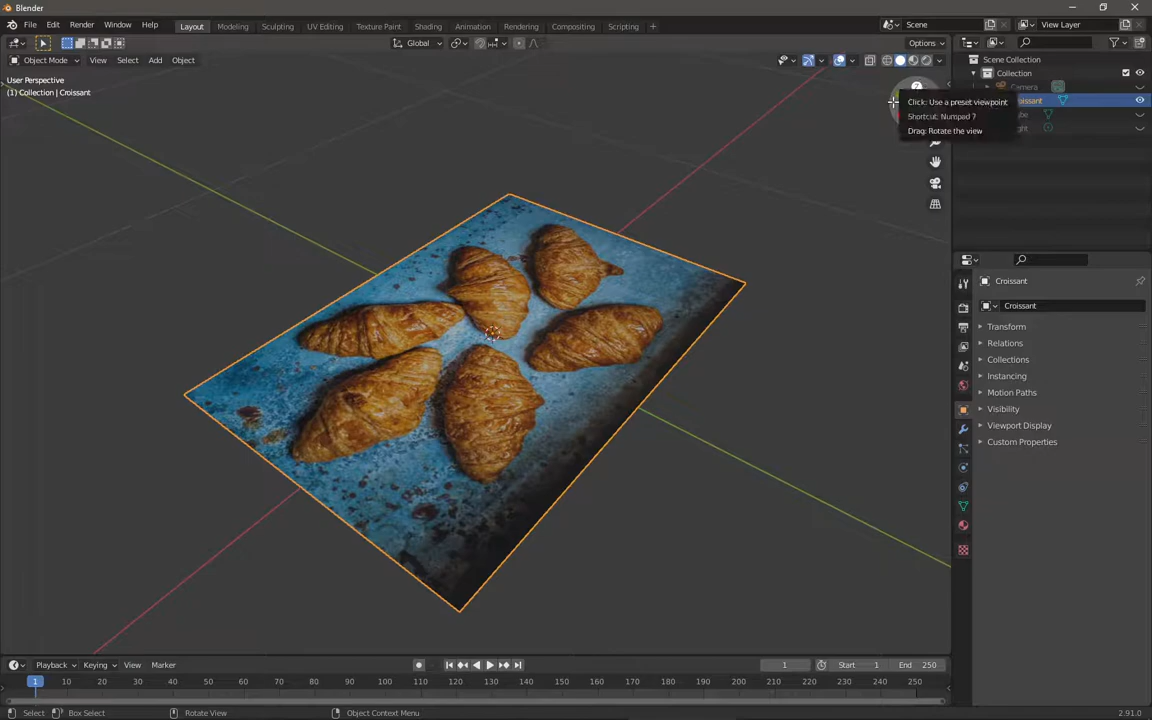 Blender
File Edit Render Window Help Layout Modeling Sculpting UV Editing Texture Paint Shading Animation Rendering Compositing Scripting + Scene View Layer
Global Options
Object Mode View Select Add Object
User Perspective
(1) Collection | Croissant
Z
Click: Use a preset viewpoint
Shortcut: Numpad 7
Drag: Rotate the view
Scene Collection
Collection
Camera
Croissant
Transform
Relations
Collections
Instancing
Motion Paths
Visibility
Viewport Display
Custom Properties
Playback Keying View Marker 1 Start 1 End 250
1 10 20 30 40 50 60 70 80 90 100 110 120 130 140 150 160 170 180 190 200 210 220 230 240 250
Select Box Select Rotate View Object Context Menu 2.91.0